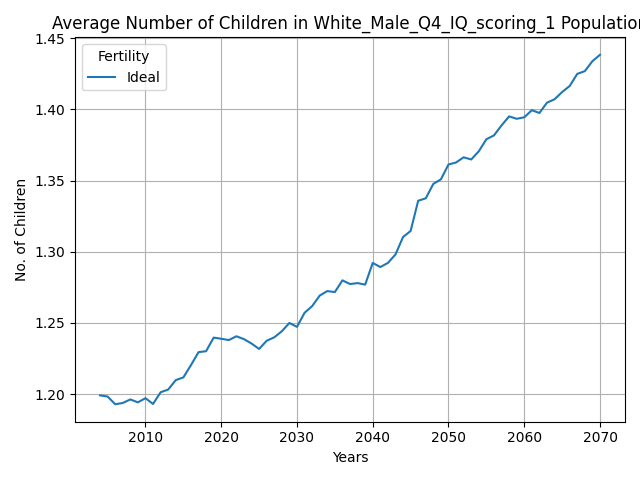 Average Number of Children in White_Male_Q4_IQ_scoring_1 Population
1.45
1.40
1.35
1.30
1.25
1.20
No. of Children
Fertility
Ideal
2010 2020 2030 2040 2050 2060 2070
Years